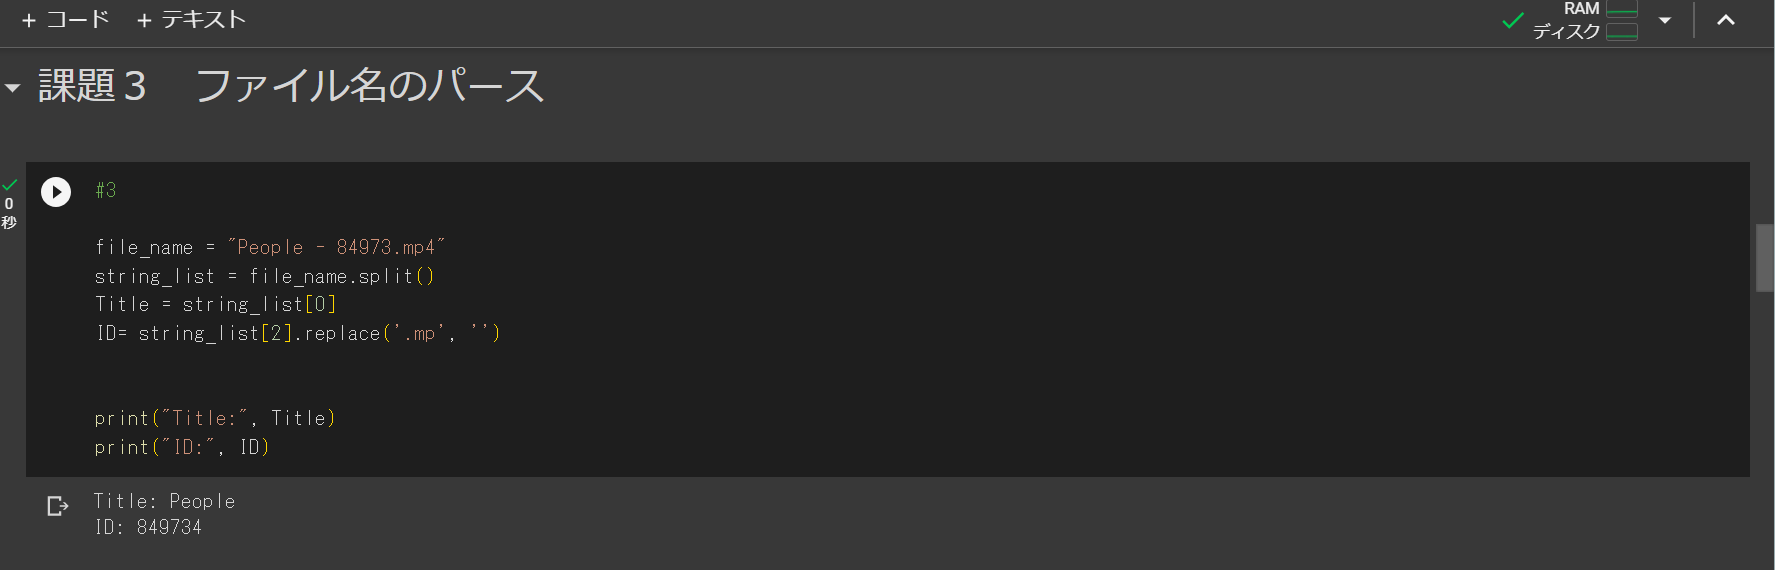 + コード + テキスト
RAM
ディスク
課題３　ファイル名のパース
0
秒
#3
file_name = "People - 84973.mp4"
string_list = file_name.split()
Title = string_list[0]
ID= string_list[2].replace('.mp', '')
print("Title:", Title)
print("ID:", ID)
Title: People
ID: 849734